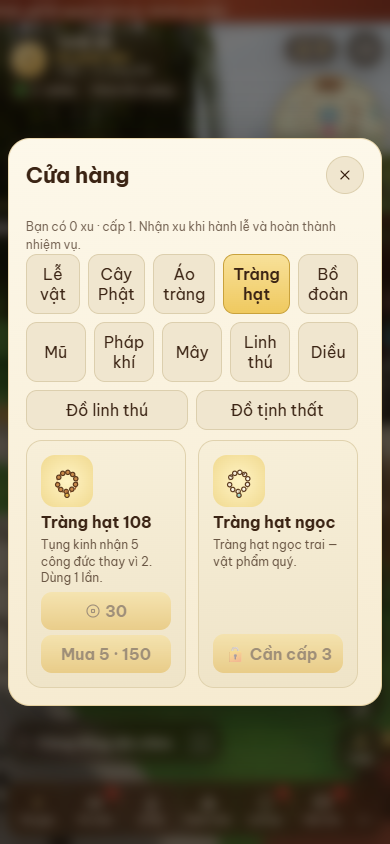 Cửa hàng
Bạn có 0 xu · cấp 1. Nhận xu khi hành lễ và hoàn thành
nhiệm vụ.
Lễ vật
Cây Phật
Áo tràng
Tràng hạt
Bồ đoàn
Mũ
Pháp khí
Mây
Linh thú
Diều
Đồ linh thú
Đồ tịnh thất
Tràng hạt 108
Tụng kinh nhận 5
công đức thay vì 2.
Dùng 1 lần.
30
Mua 5 · 150
Tràng hạt ngọc
Tràng hạt ngọc trai —
vật phẩm quý.
Cần cấp 3